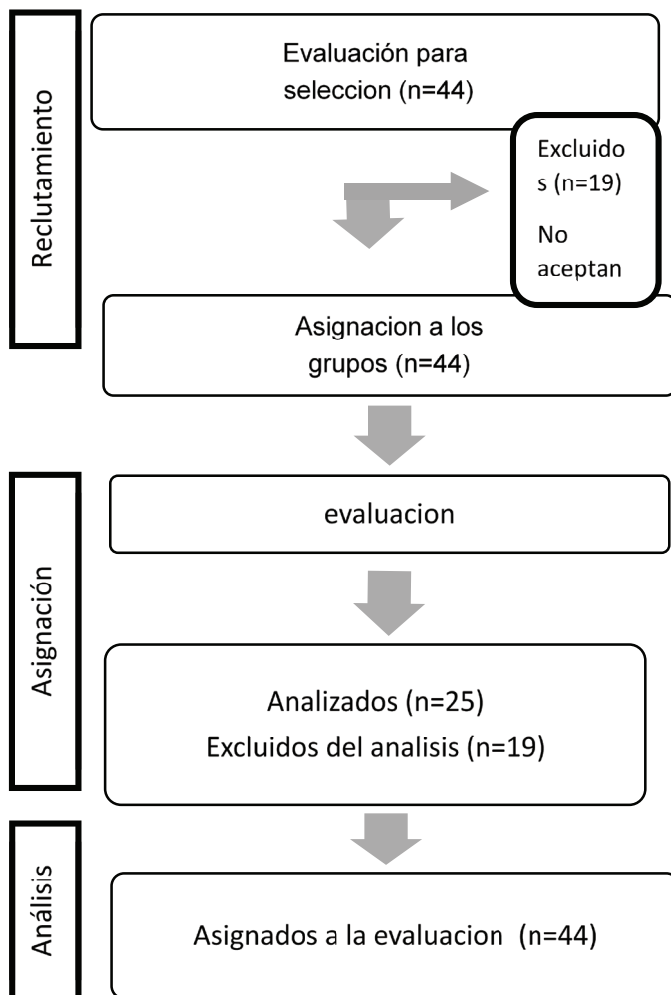 Reclutamiento
Evaluación para
seleccion (n=44)
Excluido
s (n=19)
No
aceptan
Asignacion a los
grupos (n=44)
Asignación
evaluacion
Analizados (n=25)
Excluidos del analisis (n=19)
Análisis
Asignados a la evaluacion (n=44)